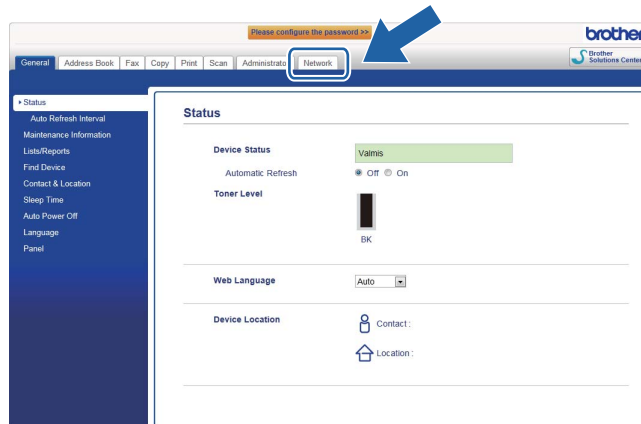 Please configure the password >>
brother
General Address Book Fax Copy Print Scan Administrator Network
Brother
Solutions Center
Status
Auto Refresh Interval
Maintenance Information
Lists/Reports
Find Device
Contact & Location
Sleep Time
Auto Power Off
Language
Panel
Status
Device Status Valmis
Automatic Refresh Off On
Toner Level
BK
Web Language Auto
Device Location Contact :
Location :